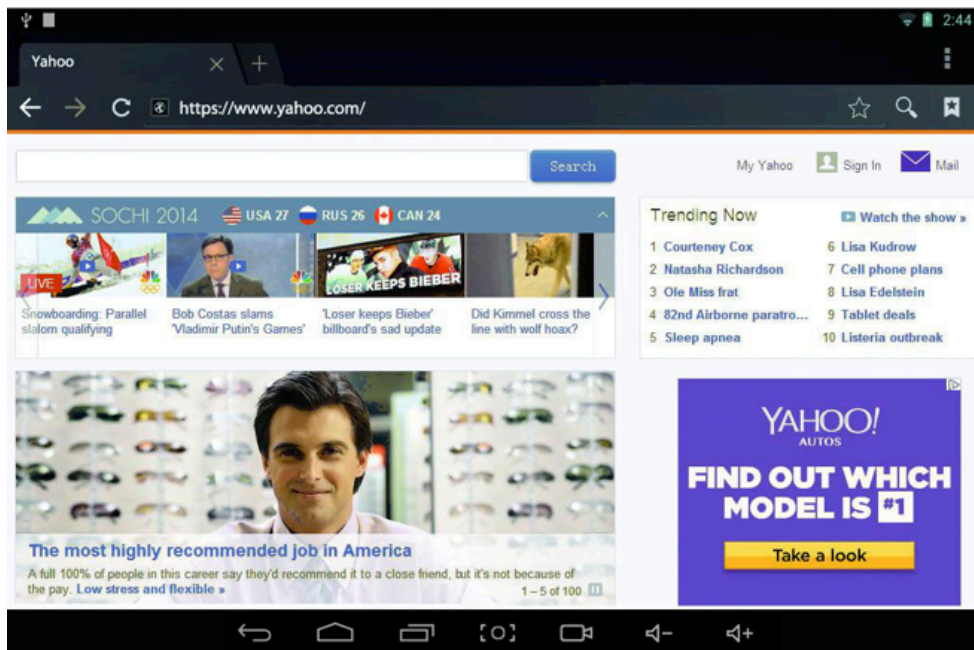 2:44
Yahoo
https://www.yahoo.com/
Search
My Yahoo
Sign In
Mail
SOCHI 2014 USA 27 RUS 26 CAN 24
LIVE
LOSER KEEPS BIEBER
Snowboarding: Parallel
slalom qualifying
Bob Costas slams
'Vladimir Putin's Games'
'Loser keeps Bieber'
billboard's sad update
Did Kimmel cross the
line with wolf hoax?
Trending Now
Watch the show »
1 Courteney Cox
2 Natasha Richardson
3 Ole Miss frat
4 82nd Airborne paratro...
5 Sleep apnea
6 Lisa Kudrow
7 Cell phone plans
8 Lisa Edelstein
9 Tablet deals
10 Listeria outbreak
The most highly recommended job in America
A full 100% of people in this career say they'd recommend it to a close friend, but it's not because of
the pay. Low stress and flexible »
1 – 5 of 100
YAHOO!
AUTOS
FIND OUT WHICH
MODEL IS #1
Take a look